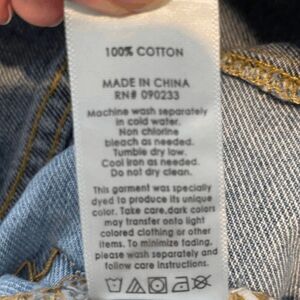 100% COTTON
MADE IN CHINA
RN# 090233
Machine wash separately
in cold water.
Non chlorine
bleach as needed.
Tumble dry low.
Cool iron as needed.
Do not dry clean.
This garment was specially
dyed to produce its unique
color. Take care,dark colors
may transfer onto light
colored clothing or other
items. To minimize fading,
please wash separately and
follow care instructions.